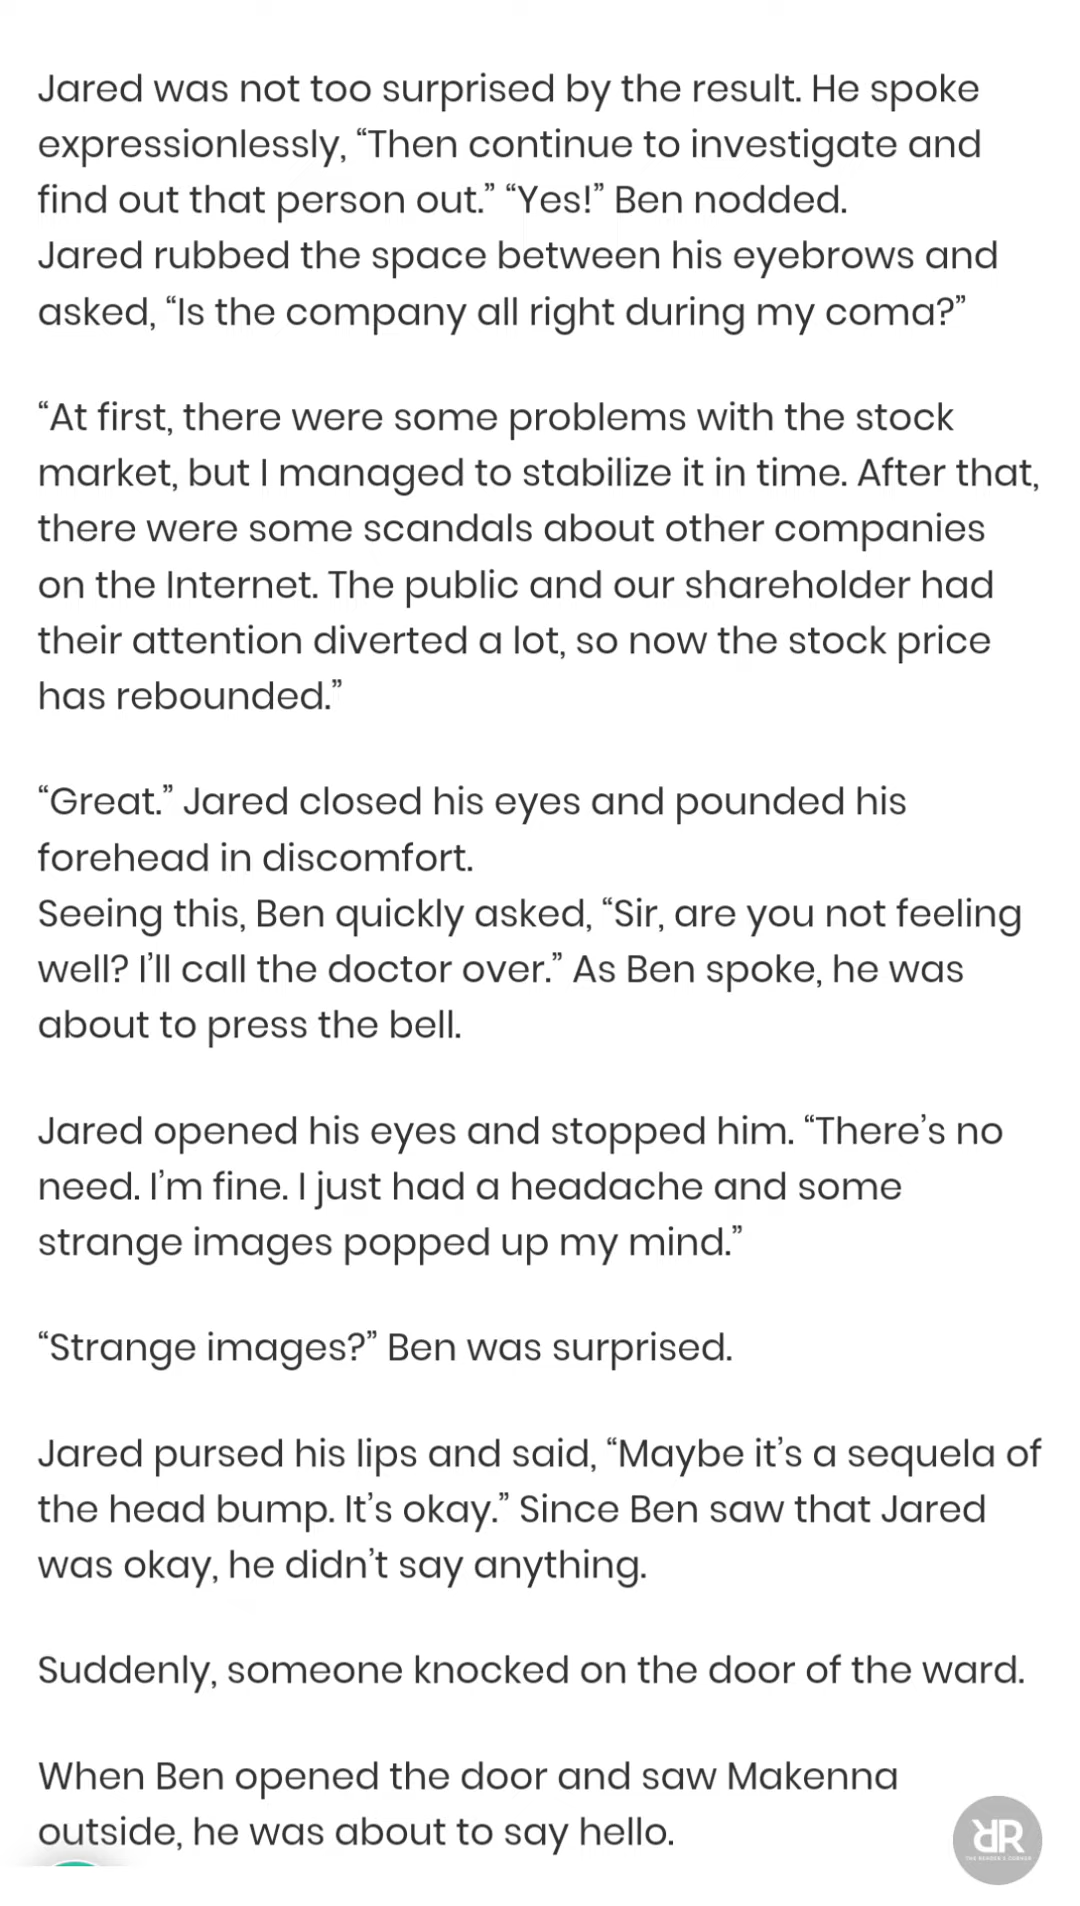 Jared was not too surprised by the result. He spoke
expressionlessly, “Then continue to investigate and
find out that person out.” “Yes!” Ben nodded.
Jared rubbed the space between his eyebrows and
asked, “Is the company all right during my coma?”
“At first, there were some problems with the stock
market, but I managed to stabilize it in time. After that,
there were some scandals about other companies
on the Internet. The public and our shareholder had
their attention diverted a lot, so now the stock price
has rebounded.”
“Great.” Jared closed his eyes and pounded his
forehead in discomfort.
Seeing this, Ben quickly asked, “Sir, are you not feeling
well? I’ll call the doctor over.” As Ben spoke, he was
about to press the bell.
Jared opened his eyes and stopped him. “There’s no
need. I’m fine. I just had a headache and some
strange images popped up my mind.”
“Strange images?” Ben was surprised.
Jared pursed his lips and said, “Maybe it’s a sequela of
the head bump. It’s okay.” Since Ben saw that Jared
was okay, he didn’t say anything.
Suddenly, someone knocked on the door of the ward.
When Ben opened the door and saw Makenna
outside, he was about to say hello.
RR
THE READER'S CORNER